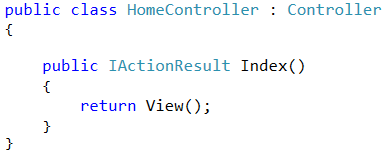 public class HomeController : Controller
{
    public IActionResult Index()
    {
        return View();
    }
}